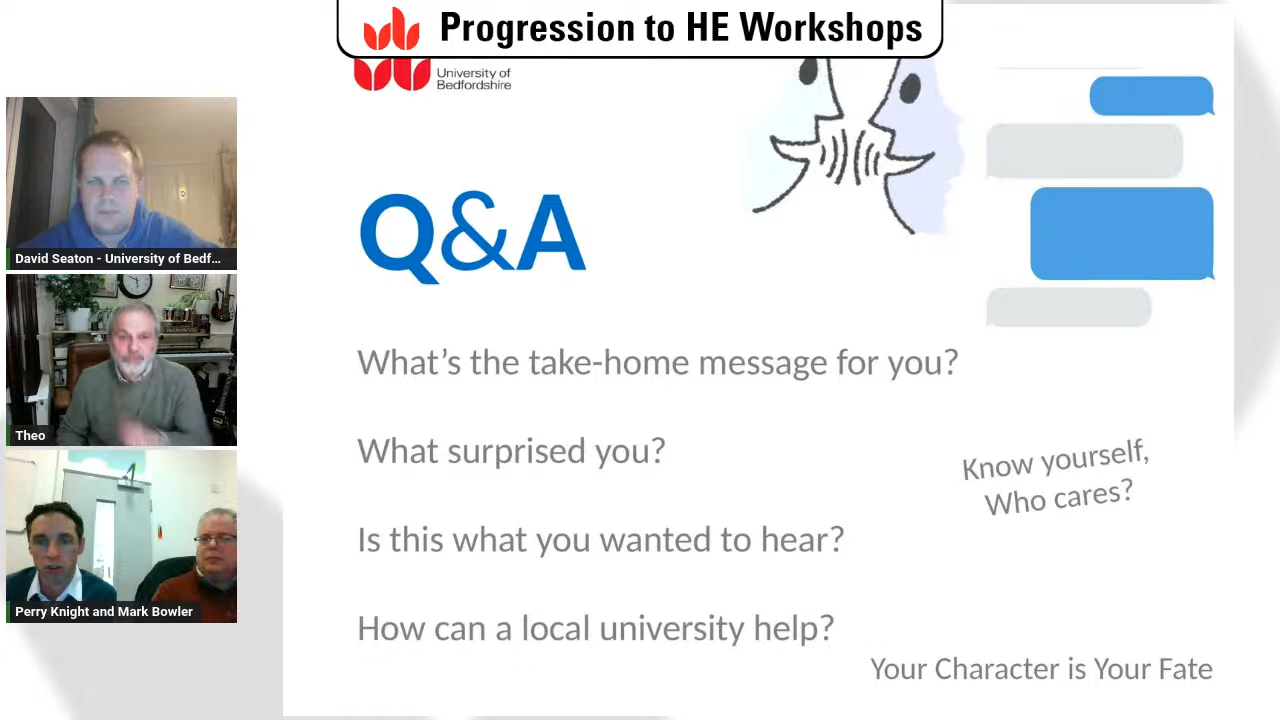 Progression to HE Workshops
University of
Bedfordshire
David Seaton - University of Bedf...
Theo
Perry Knight and Mark Bowler
Q&A
What's the take-home message for you?
What surprised you?
Is this what you wanted to hear?
How can a local university help?
Know yourself,
Who cares?
Your Character is Your Fate